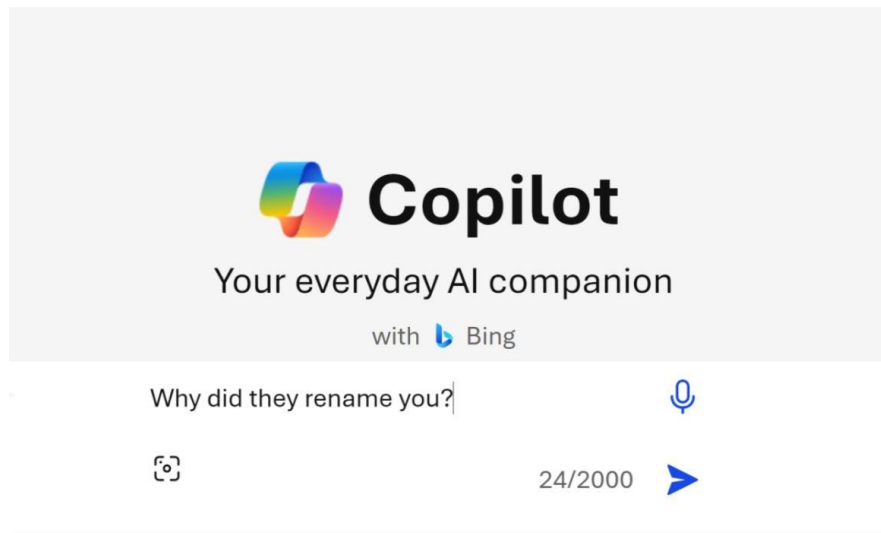 Copilot
Your everyday AI companion
with Bing
Why did they rename you?
24/2000